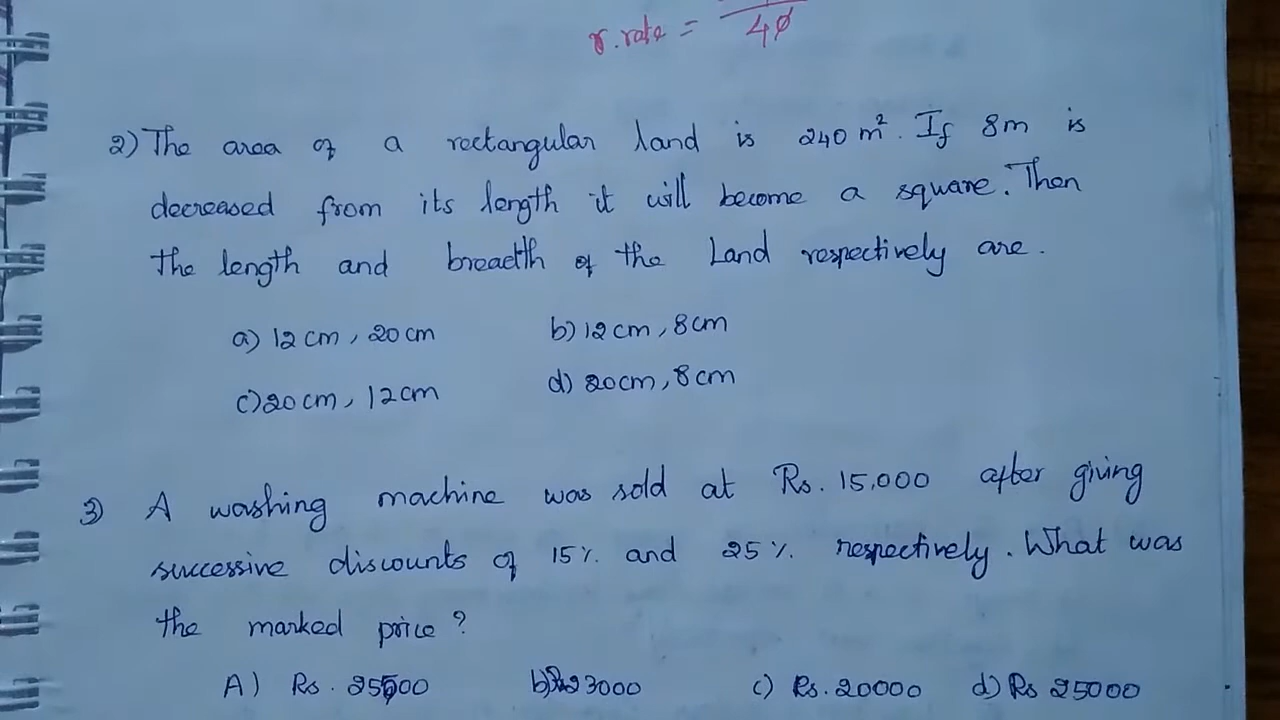 r.rate = 40
2) The area of a rectangular land is 240 m². If 8m is
decreased from its length it will become a square. Then
the length and breadth of the Land respectively are.
a) 12 cm, 20 cm b) 12 cm, 8 cm
c) 20 cm, 12 cm d) 20 cm, 8 cm
3) A washing machine was sold at Rs. 15,000 after giving
successive discounts of 15% and 25% respectively. What was
the marked price?
A) Rs. 25500 b) 23000 c) Rs. 20000 d) Rs 25000